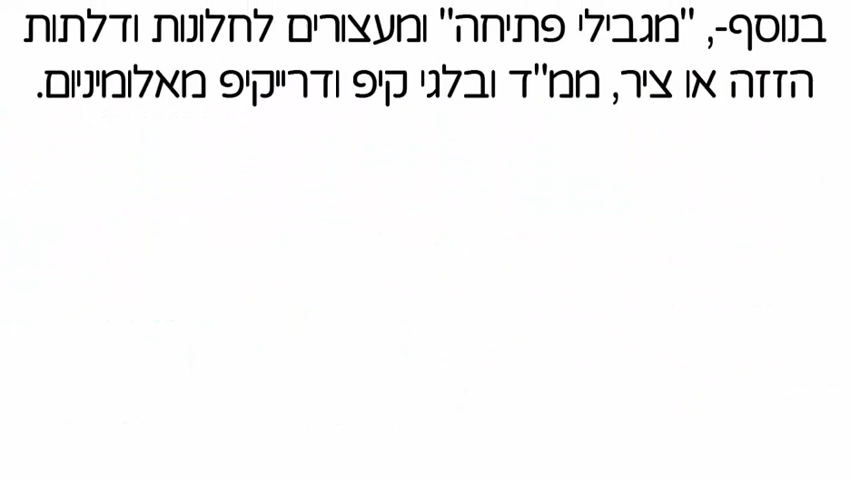 בנוסף-, "מגבילי פתיחה" ומעצורים לחלונות ודלתות
הזזה או ציר, ממ"ד ובלגי קיפ ודרייקיפ מאלומיניום.